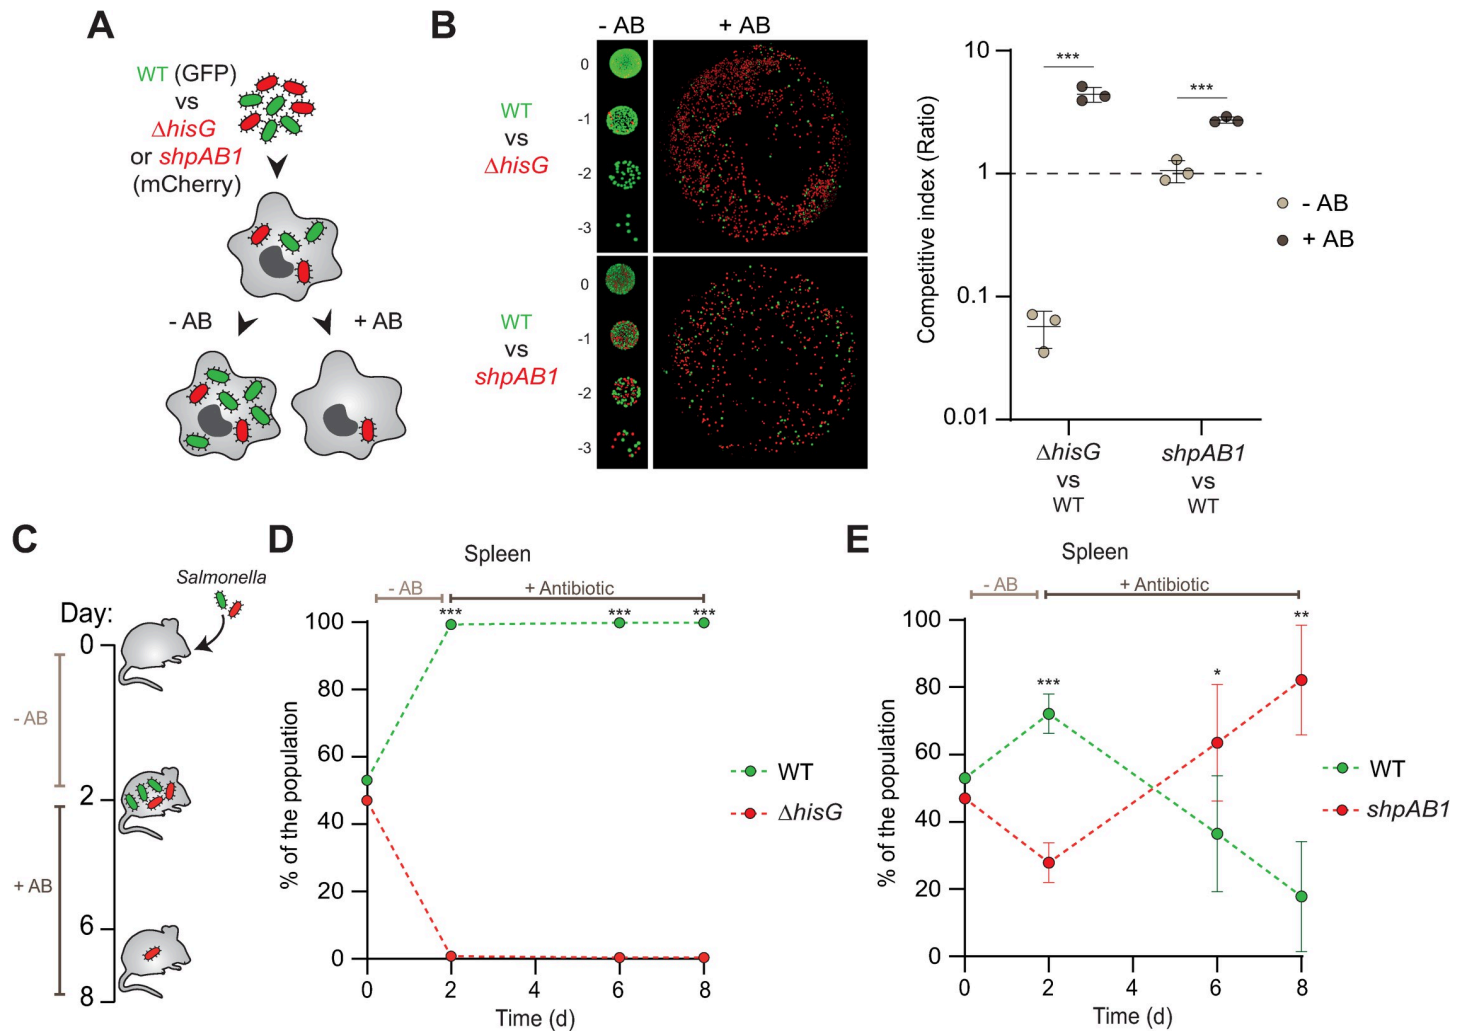 A
WT (GFP)
vs
ΔhisG
or shpAB1
(mCherry)
- AB
+ AB
B
- AB
+ AB
WT
vs
ΔhisG
0
-1
-2
-3
WT
vs
shpAB1
0
-1
-2
-3
Competitive index (Ratio)
10
1
0.1
0.01
***
***
- AB
+ AB
ΔhisG
vs
WT
shpAB1
vs
WT
C
Salmonella
Day:
0
2
6
8
- AB
+ AB
D
Spleen
- AB
+ Antibiotic
***
***
***
% of the population
100
80
60
40
20
0
0
2
4
6
8
Time (d)
WT
ΔhisG
E
Spleen
- AB
+ Antibiotic
***
*
**
% of the population
100
80
60
40
20
0
0
2
4
6
8
Time (d)
WT
shpAB1